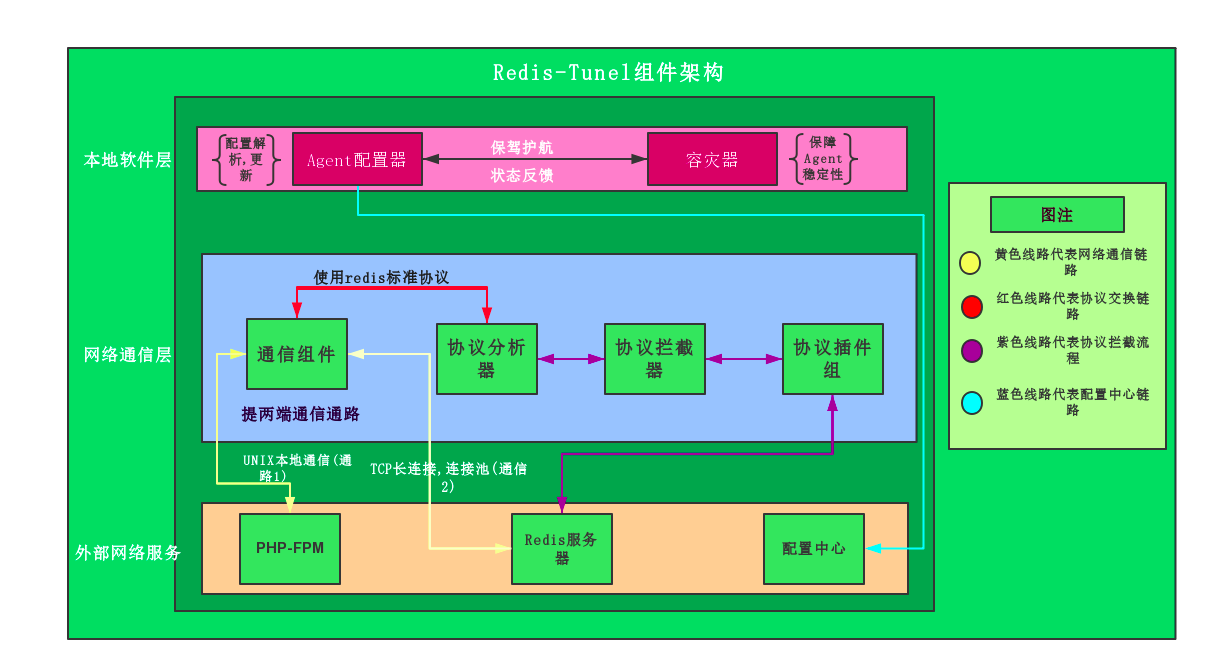 Redis-Tunel组件架构
本地软件层
配置解
析,更
新
Agent配置器
保驾护航
状态反馈
容灾器
保障
Agent
稳定性
图注
黄色线路代表网络通信链
路
红色线路代表协议交换链
路
紫色线路代表协议拦截流
程
蓝色线路代表配置中心链
路
网络通信层
使用redis标准协议
通信组件
协议分析
器
协议拦截
器
协议插件
组
提两端通信通路
UNIX本地通信(通
路1)
TCP长连接,连接池(通信
2)
外部网络服务
PHP-FPM
Redis服务
器
配置中心